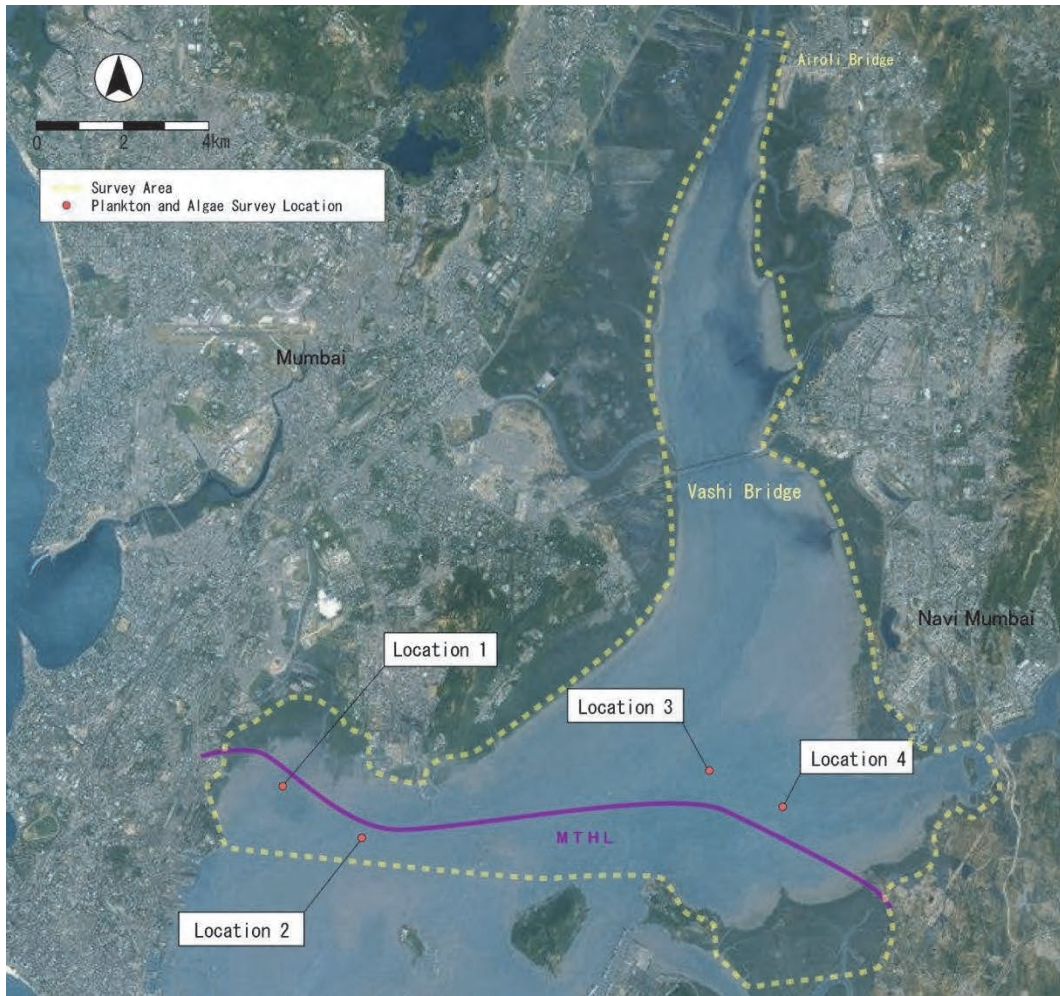 Airoli Bridge
0 2 4km
Survey Area
Plankton and Algae Survey Location
Mumbai
Vashi Bridge
Navi Mumbai
Location 1
Location 3
Location 4
MTHL
Location 2